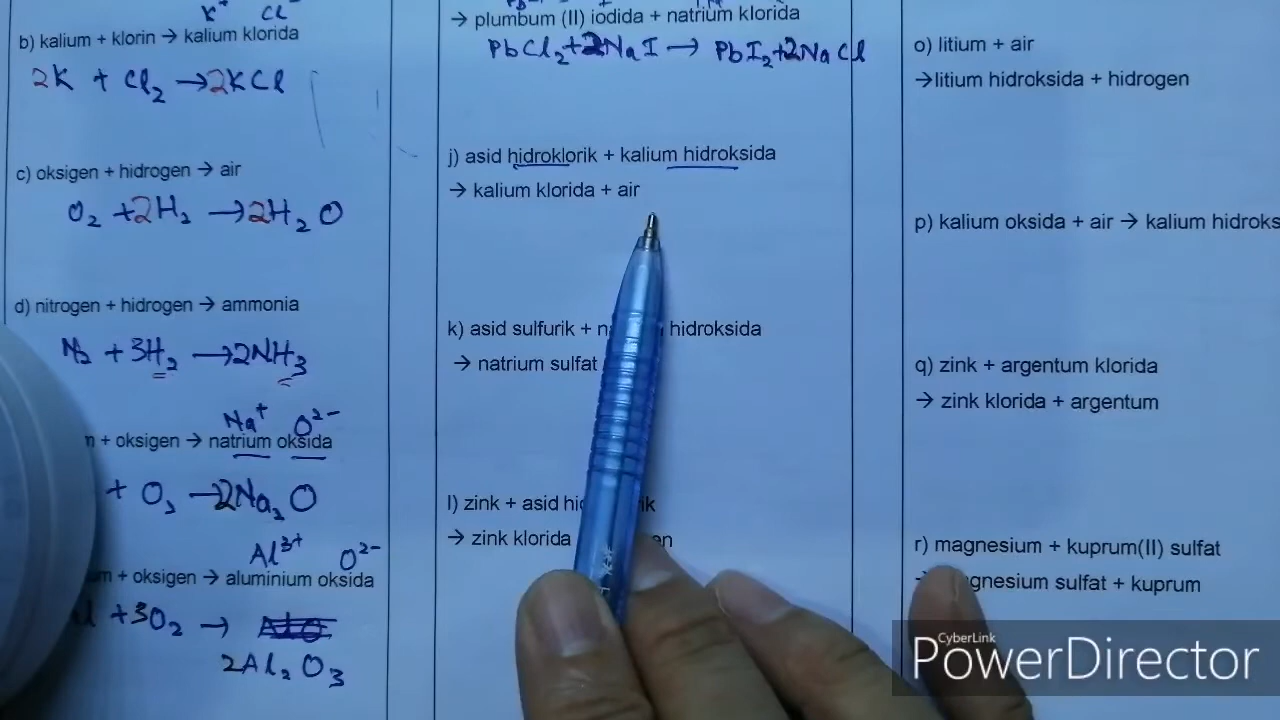 K⁺ Cl⁻
b) kalium + klorin → kalium klorida
2K + Cl₂ → 2KCl
c) oksigen + hidrogen → air
O₂ + 2H₂ → 2H₂O
d) nitrogen + hidrogen → ammonia
N₂ + 3H₂ → 2NH₃
Na⁺ O²⁻
+ oksigen → natrium oksida
+ O₂ → 2Na₂O
Al³⁺ O²⁻
+ oksigen → aluminium oksida
+ 3O₂ → 
2Al₂O₃
→ plumbum (II) iodida + natrium klorida
PbCl₂ + 2NaI → PbI₂ + 2NaCl
j) asid hidroklorik + kalium hidroksida
→ kalium klorida + air
k) asid sulfurik + hidroksida
→ natrium sulfat
l) zink + asid
→ zink klorida
o) litium + air
→ litium hidroksida + hidrogen
p) kalium oksida + air → kalium hidroks
q) zink + argentum klorida
→ zink klorida + argentum
r) magnesium + kuprum(II) sulfat
gnesium sulfat + kuprum
CyberLink
PowerDirector